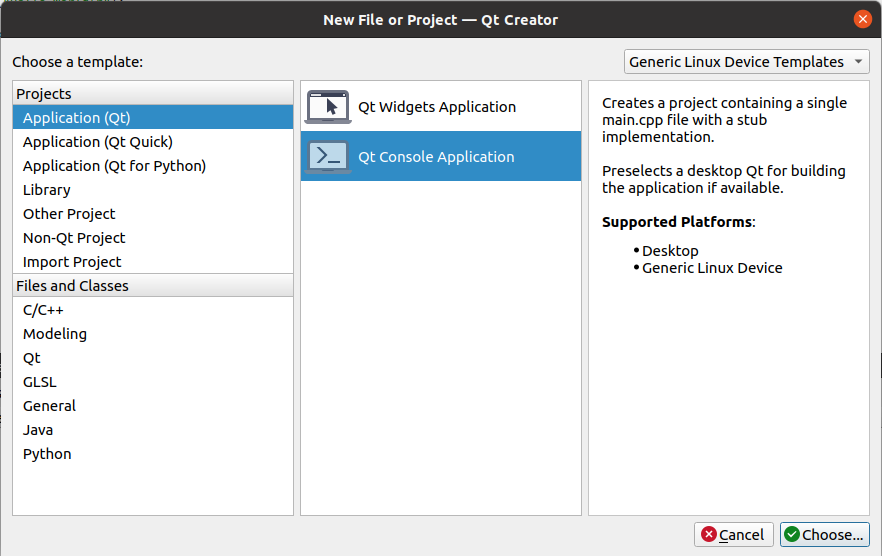 New File or Project — Qt Creator
Choose a template:
Generic Linux Device Templates
Projects
Application (Qt)
Application (Qt Quick)
Application (Qt for Python)
Library
Other Project
Non-Qt Project
Import Project
Files and Classes
C/C++
Modeling
Qt
GLSL
General
Java
Python
Qt Widgets Application
Qt Console Application
Creates a project containing a single
main.cpp file with a stub
implementation.
Preselects a desktop Qt for building
the application if available.
Supported Platforms:
• Desktop
• Generic Linux Device
Cancel
Choose...